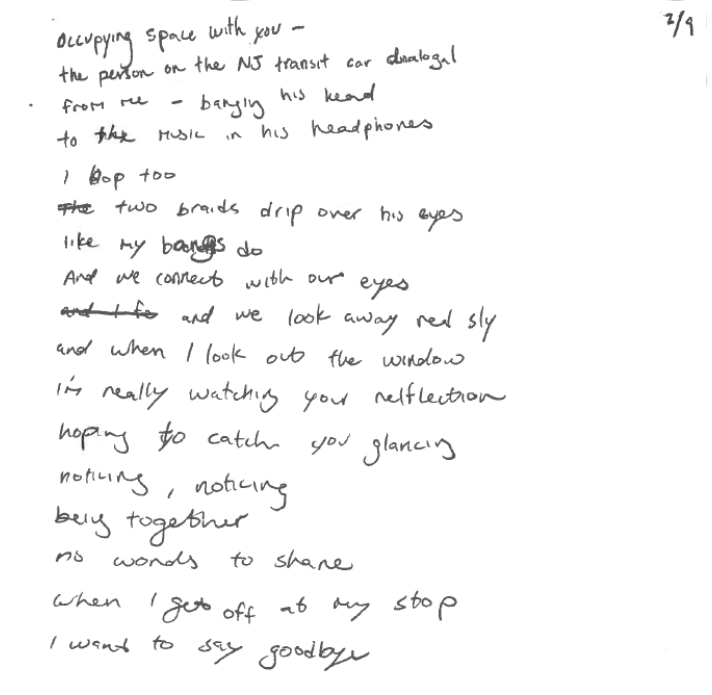 2/9
occupying space with you –
the person on the NJ transit car dinalogal
from me – banging his head
to the music in his headphones
I bop too
The two braids drip over his eyes
like my bangs do
And we connect with our eyes
and I fe and we look away real sly
and when I look out the window
i'm really watching your relflection
hoping to catch you glancing
noticing, noticing
being together
no words to share
when I get off at my stop
I want to say goodbye